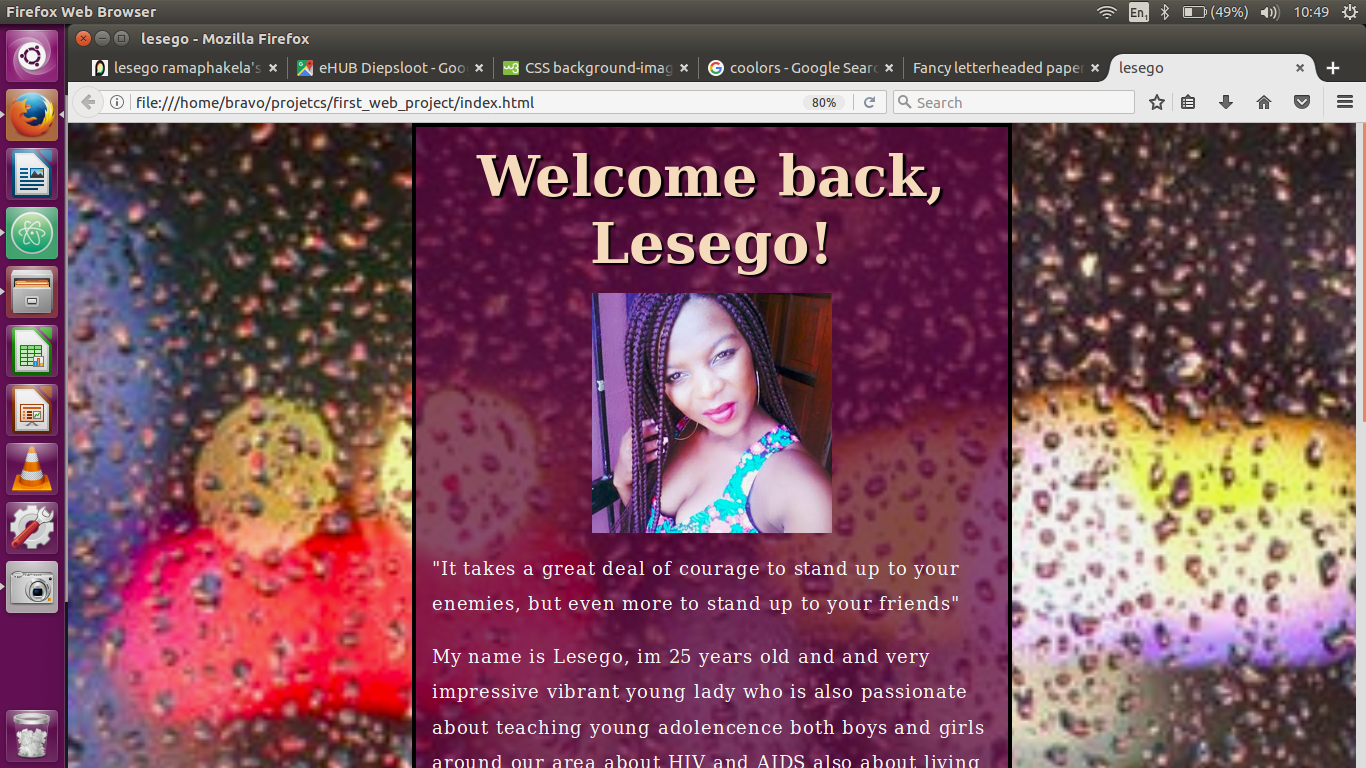 Firefox Web Browser
En1
(49%)
10:49
lesego - Mozilla Firefox
lesego ramaphakela's
eHUB Diepsloot - Goo
CSS background-imag
coolors - Google Searc
Fancy letterheaded paper
lesego
file:///home/bravo/projetcs/first_web_project/index.html
80%
Search
Welcome back,
Lesego!
"It takes a great deal of courage to stand up to your
enemies, but even more to stand up to your friends"
My name is Lesego, im 25 years old and and very
impressive vibrant young lady who is also passionate
about teaching young adolencence both boys and girls
around our area about HIV and AIDS also about living